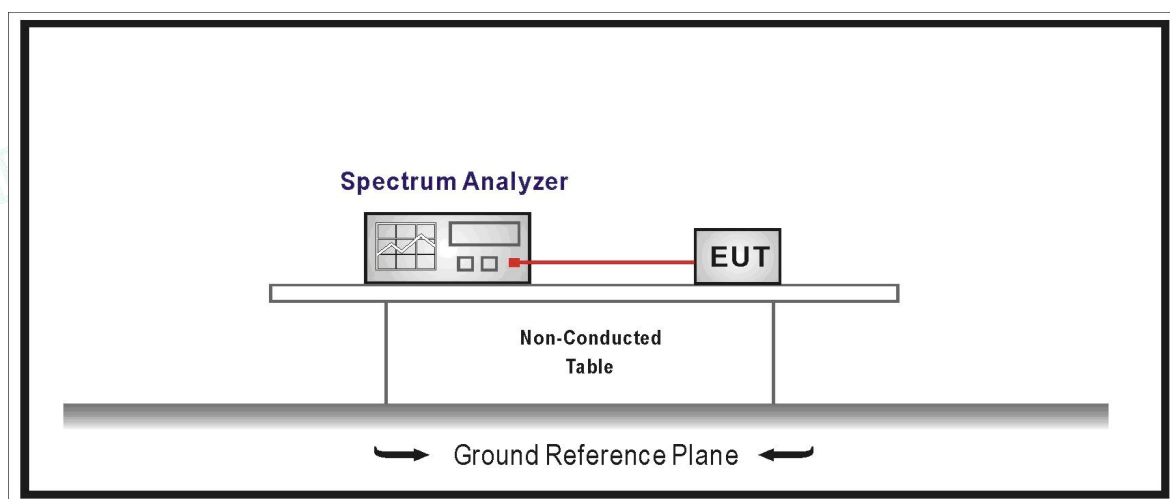 Spectrum Analyzer
EUT
Non-Conducted
Table
Ground Reference Plane